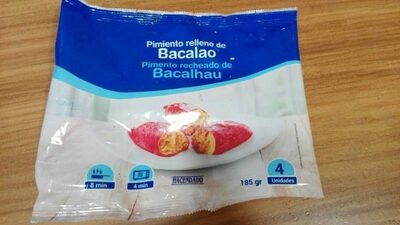 Pimiento relleno de
Bacalao
Pimento recheado de
Bacalhau
8 min
4 min
HACENDADO
185 gr
4
Unidades